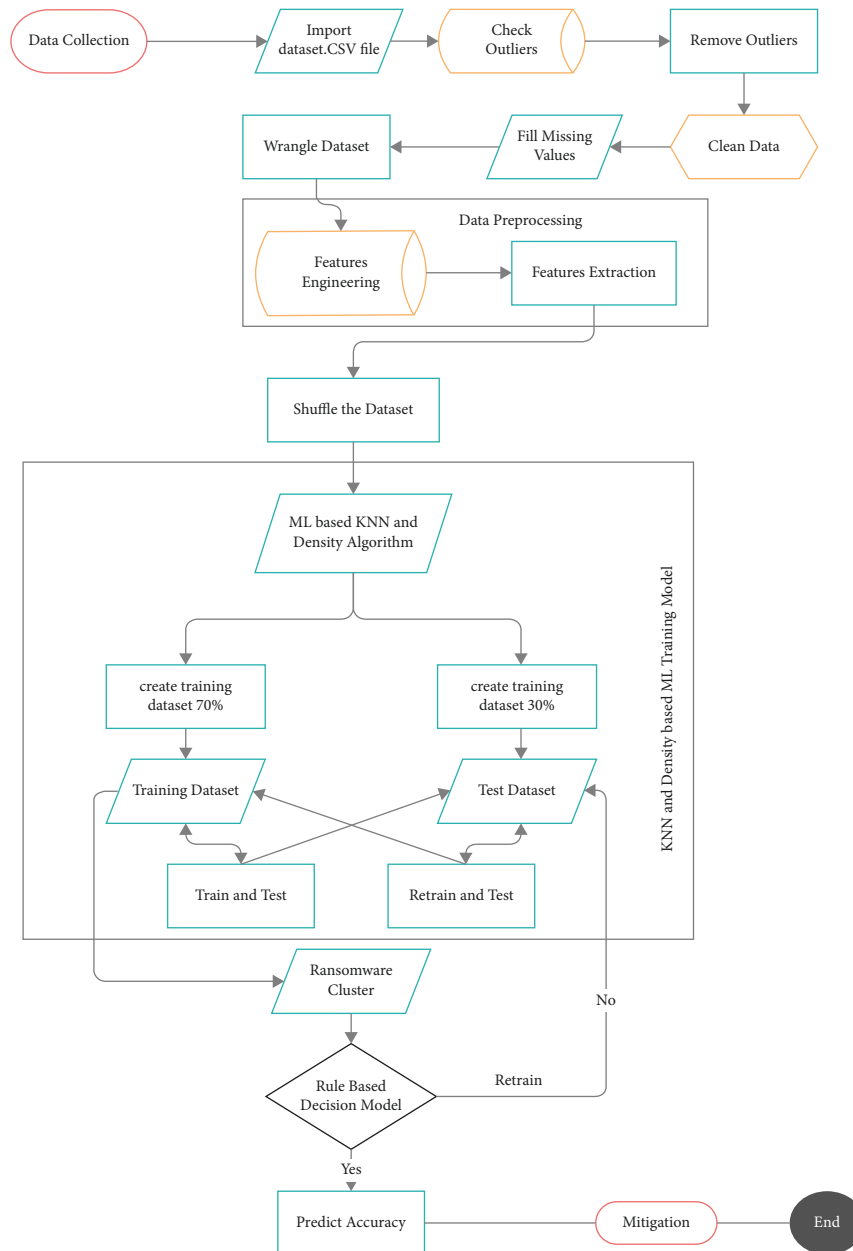 Data Collection
Import
dataset.CSV file
Check
Outliers
Remove Outliers
Wrangle Dataset
Fill Missing
Values
Clean Data
Data Preprocessing
Features
Engineering
Features Extraction
Shuffle the Dataset
ML based KNN and
Density Algorithm
KNN and Density based ML Training Model
create training
dataset 70%
create training
dataset 30%
Training Dataset
Test Dataset
Train and Test
Retrain and Test
Ransomware
Cluster
No
Rule Based
Decision Model
Retrain
Yes
Predict Accuracy
Mitigation
End